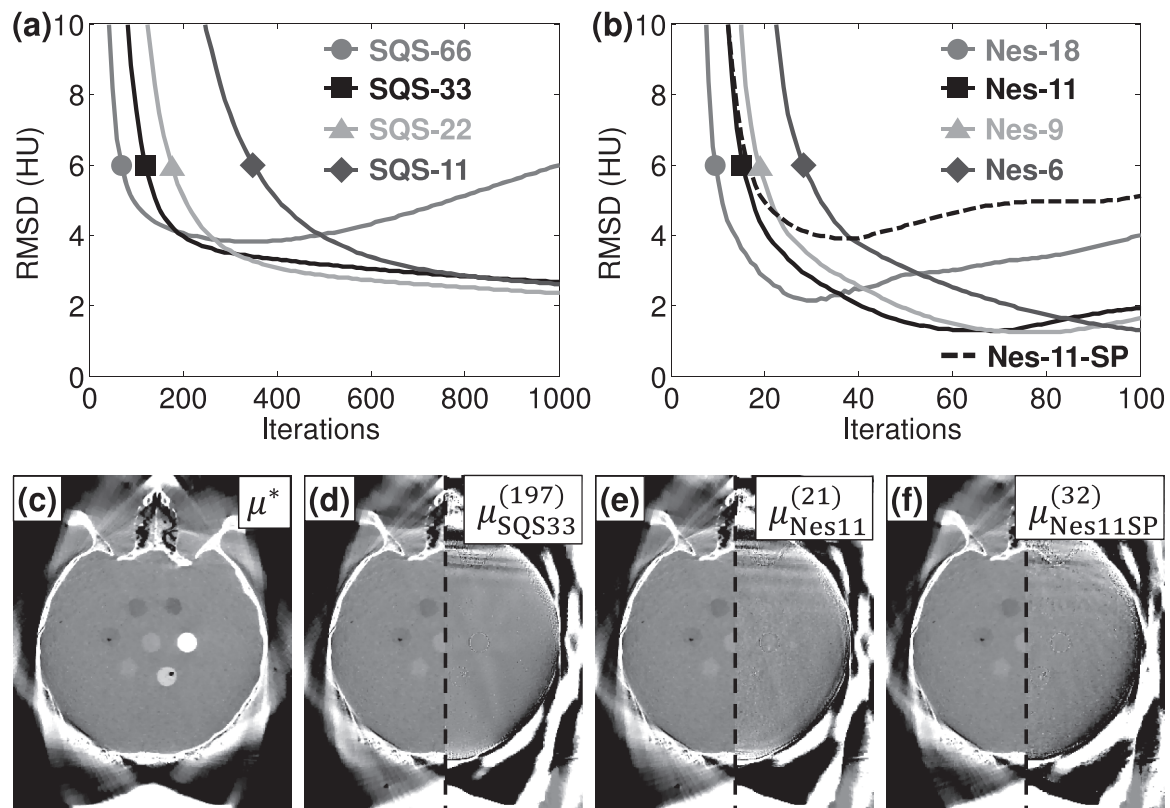 (a)
RMSD (HU)
10
8
6
4
2
0
0 200 400 600 800 1000
Iterations
SQS-66
SQS-33
SQS-22
SQS-11
(b)
RMSD (HU)
10
8
6
4
2
0
0 20 40 60 80 100
Iterations
Nes-18
Nes-11
Nes-9
Nes-6
Nes-11-SP
(c) μ*
(d) μ SQS33 (197)
(e) μ Nes11 (21)
(f) μ Nes11SP (32)